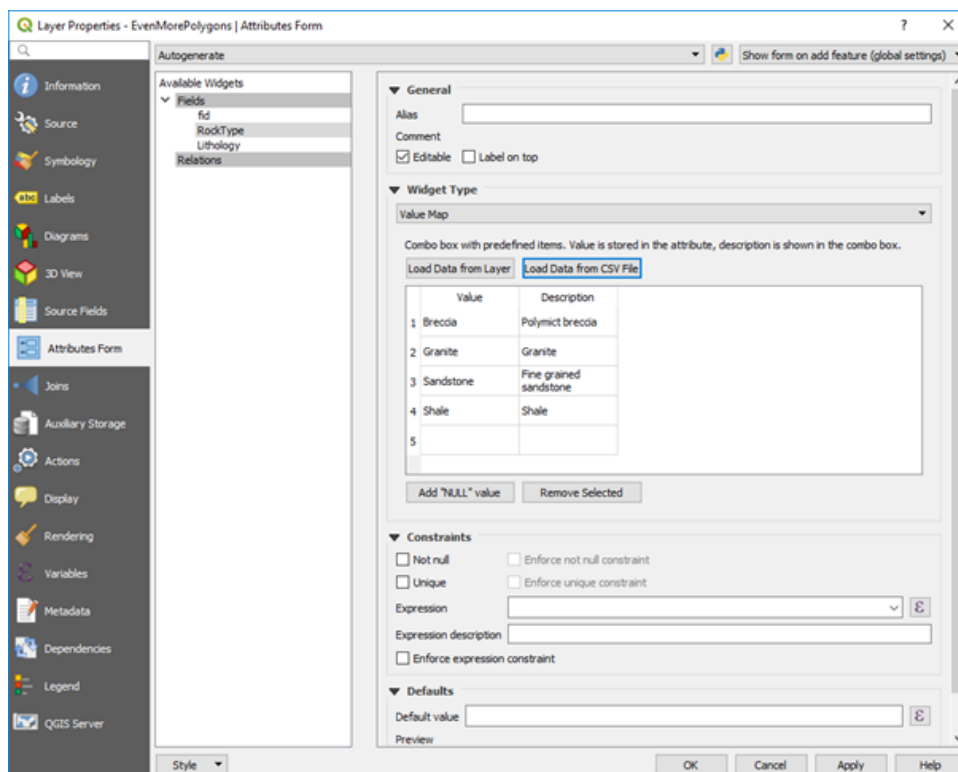 Layer Properties - EvenMorePolygons | Attributes Form
?
Autogenerate
Show form on add feature (global settings)
Information
Source
Symbology
abc Labels
Diagrams
3D View
Source Fields
Attributes Form
Joins
Auxiliary Storage
Actions
Display
Rendering
Variables
Metadata
Dependencies
Legend
QGIS Server
Available Widgets
Fields
fid
RockType
Lithology
Relations
General
Alias
Comment
Editable Label on top
Widget Type
Value Map
Combo box with predefined items. Value is stored in the attribute, description is shown in the combo box.
Load Data from Layer Load Data from CSV File
Value Description
1 Breccia Polymict breccia
2 Granite Granite
3 Sandstone Fine grained sandstone
4 Shale Shale
5
Add "NULL" value Remove Selected
Constraints
Not null Enforce not null constraint
Unique Enforce unique constraint
Expression ε
Expression description
Enforce expression constraint
Defaults
Default value ε
Preview
Style OK Cancel Apply Help